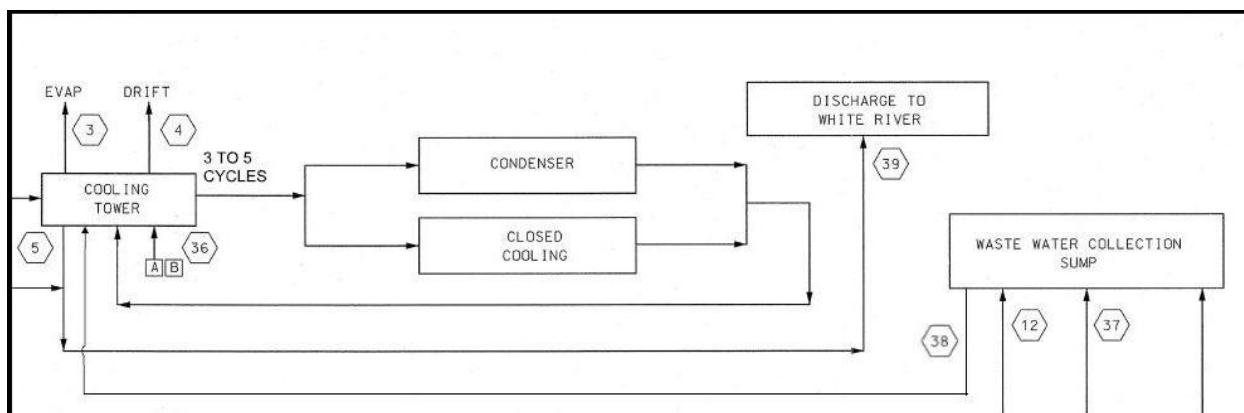 EVAP
DRIFT
3
4
3 TO 5
CYCLES
COOLING
TOWER
5
36
A
B
CONDENSER
CLOSED
COOLING
DISCHARGE TO
WHITE RIVER
39
WASTE WATER COLLECTION
SUMP
38
12
37